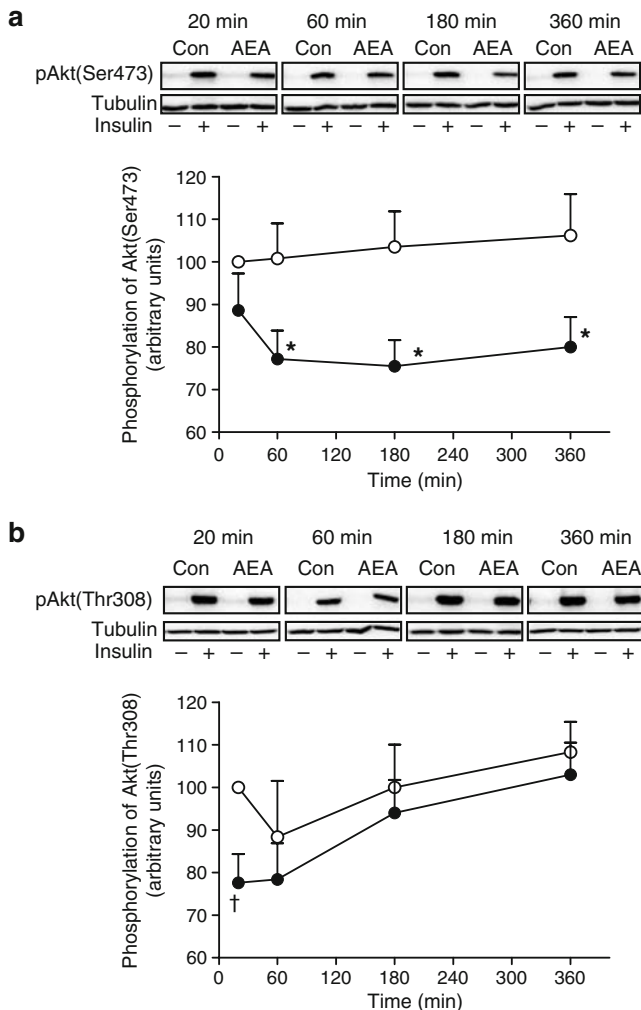 a
20 min 60 min 180 min 360 min
Con AEA Con AEA Con AEA Con AEA
pAkt(Ser473)
Tubulin
Insulin – + – + – + – + – + – + – + – +
Phosphorylation of Akt(Ser473)
(arbitrary units)
120
110
100
90
80
70
60
* * *
0 60 120 180 240 300 360
Time (min)
b
20 min 60 min 180 min 360 min
Con AEA Con AEA Con AEA Con AEA
pAkt(Thr308)
Tubulin
Insulin – + – + – + – + – + – + – + – +
Phosphorylation of Akt(Thr308)
(arbitrary units)
120
110
100
90
80
70
60
†
0 60 120 180 240 300 360
Time (min)